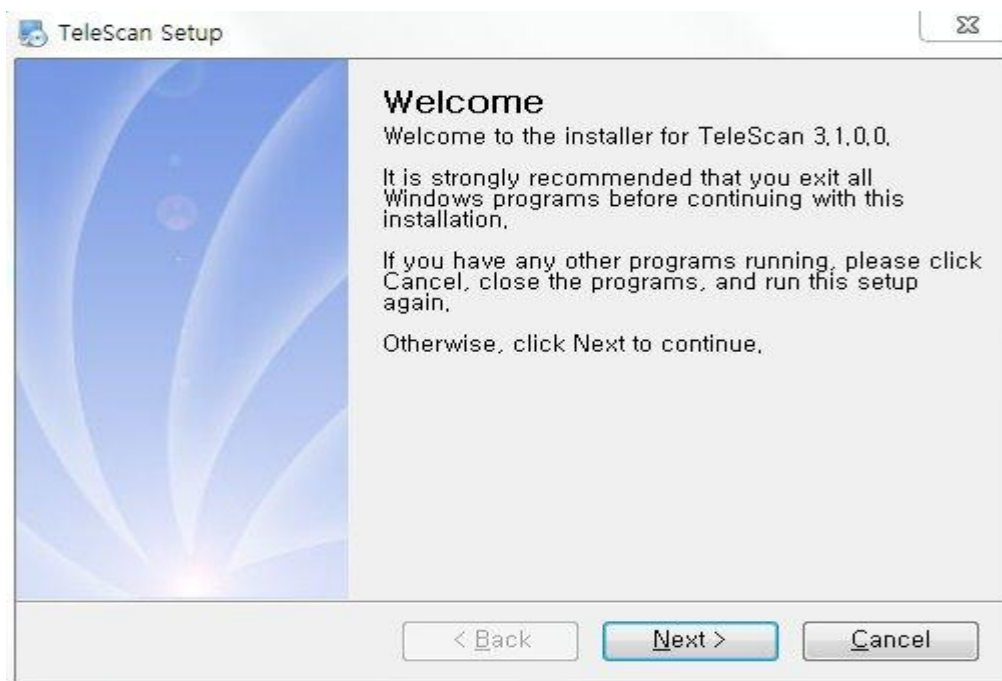 TeleScan Setup
Welcome
Welcome to the installer for TeleScan 3,1,0,0,
It is strongly recommended that you exit all
Windows programs before continuing with this
installation,
If you have any other programs running, please click
Cancel, close the programs, and run this setup
again,
Otherwise, click Next to continue,
< Back
Next >
Cancel